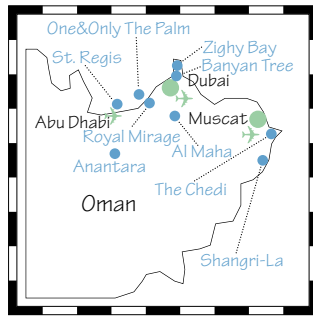 One&Only The Palm
Zighy Bay
St. Regis
Banyan Tree
Dubai
Abu Dhabi
Muscat
Royal Mirage
Al Maha
Anantara
The Chedi
Oman
Shangri-La